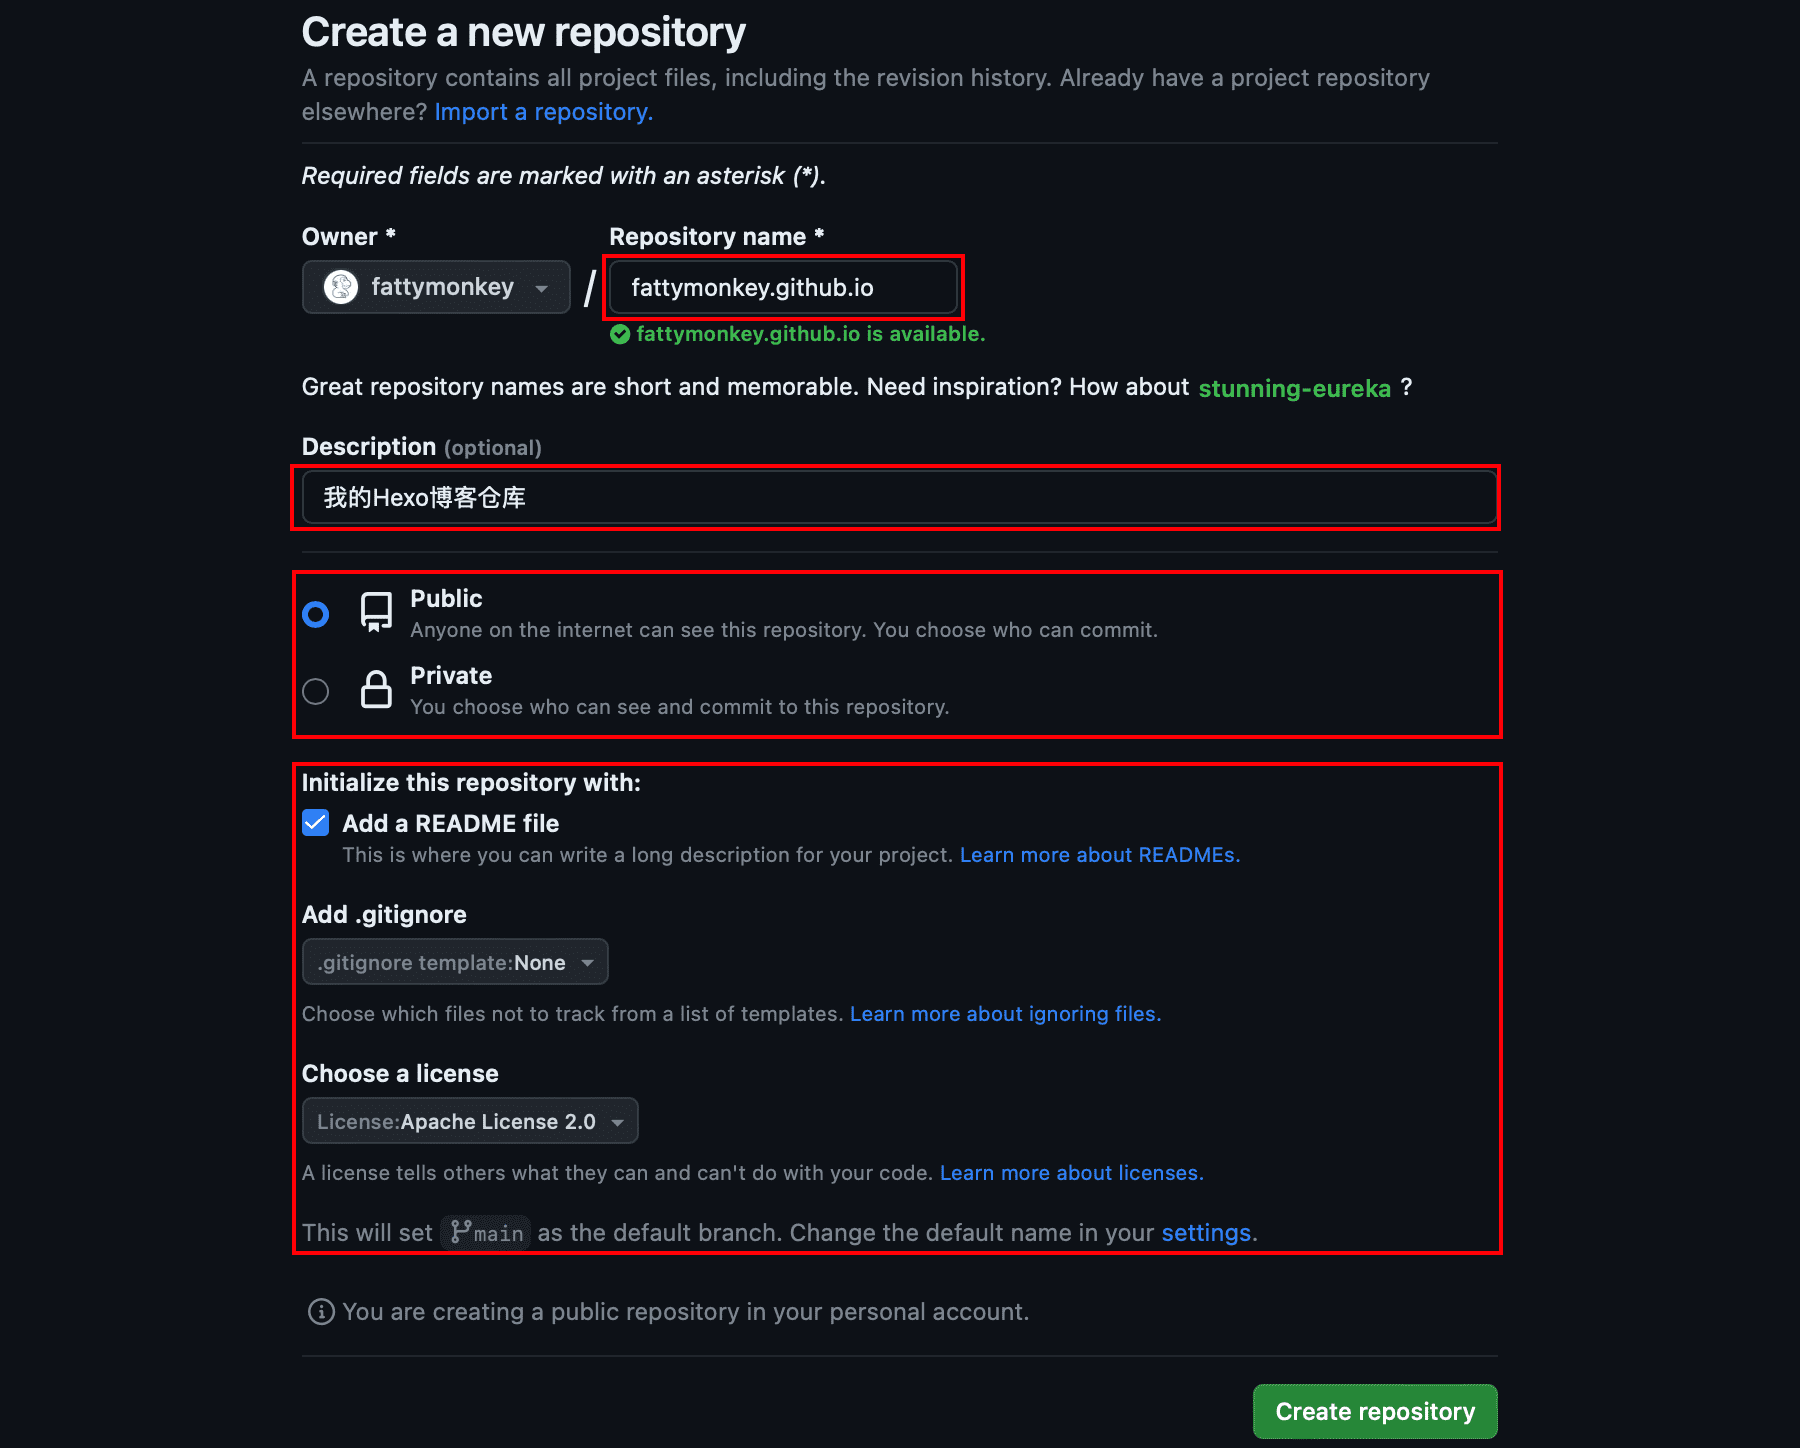 Create a new repository
A repository contains all project files, including the revision history. Already have a project repository
elsewhere? Import a repository.
Required fields are marked with an asterisk (*).
Owner *
Repository name *
fattymonkey
/
fattymonkey.github.io
fattymonkey.github.io is available.
Great repository names are short and memorable. Need inspiration? How about stunning-eureka ?
Description (optional)
我的Hexo博客仓库
Public
Anyone on the internet can see this repository. You choose who can commit.
Private
You choose who can see and commit to this repository.
Initialize this repository with:
Add a README file
This is where you can write a long description for your project. Learn more about READMEs.
Add .gitignore
.gitignore template:None
Choose which files not to track from a list of templates. Learn more about ignoring files.
Choose a license
License:Apache License 2.0
A license tells others what they can and can't do with your code. Learn more about licenses.
This will set main as the default branch. Change the default name in your settings.
You are creating a public repository in your personal account.
Create repository